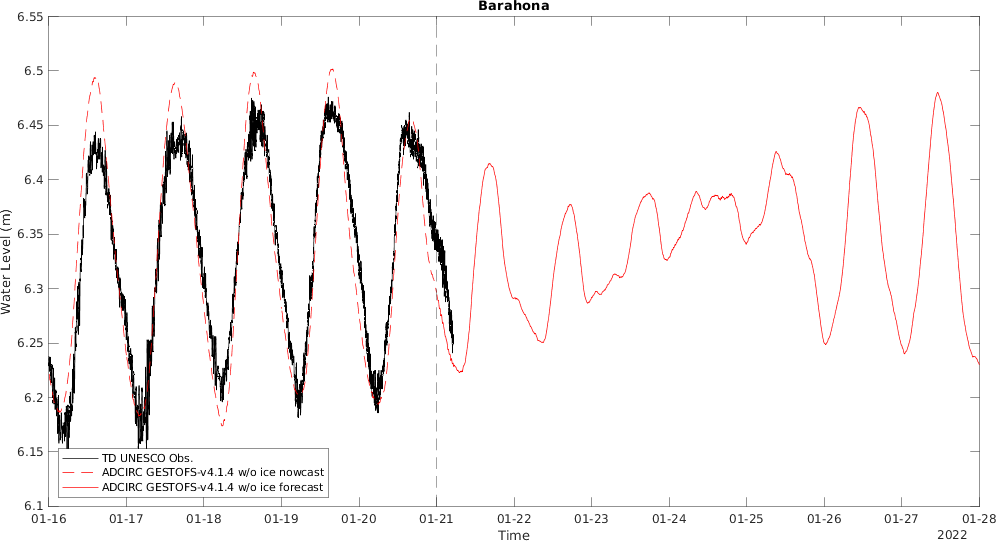 Barahona
6.55
6.5
6.45
6.4
6.35
6.3
6.25
6.2
6.15
6.1
Water Level (m)
TD UNESCO Obs.
ADCIRC GESTOFS-v4.1.4 w/o ice nowcast
ADCIRC GESTOFS-v4.1.4 w/o ice forecast
01-16 01-17 01-18 01-19 01-20 01-21 01-22 01-23 01-24 01-25 01-26 01-27 01-28
Time
2022